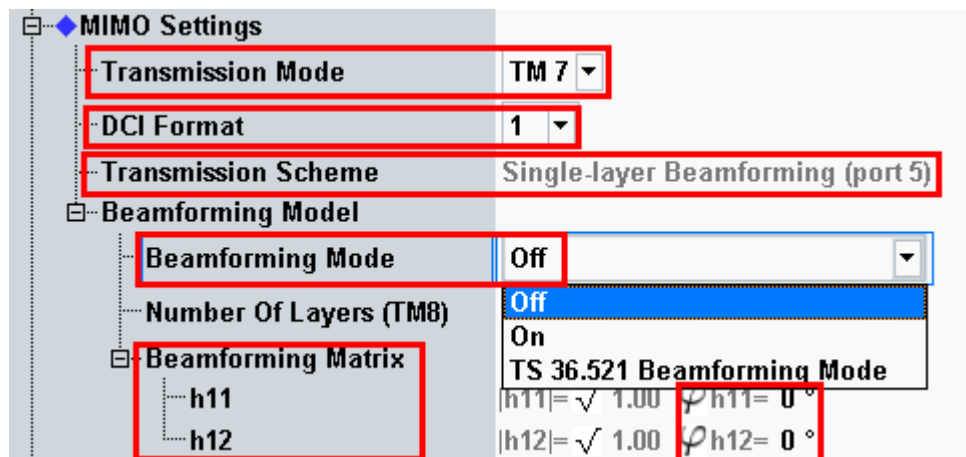 MIMO Settings
Transmission Mode TM 7
DCI Format 1
Transmission Scheme Single-layer Beamforming (port 5)
Beamforming Model
Beamforming Mode Off
Off
Number Of Layers (TM8)
On
Beamforming Matrix
TS 36.521 Beamforming Mode
h11 |h11|= √ 1.00 φh11= 0 °
h12 |h12|= √ 1.00 φh12= 0 °